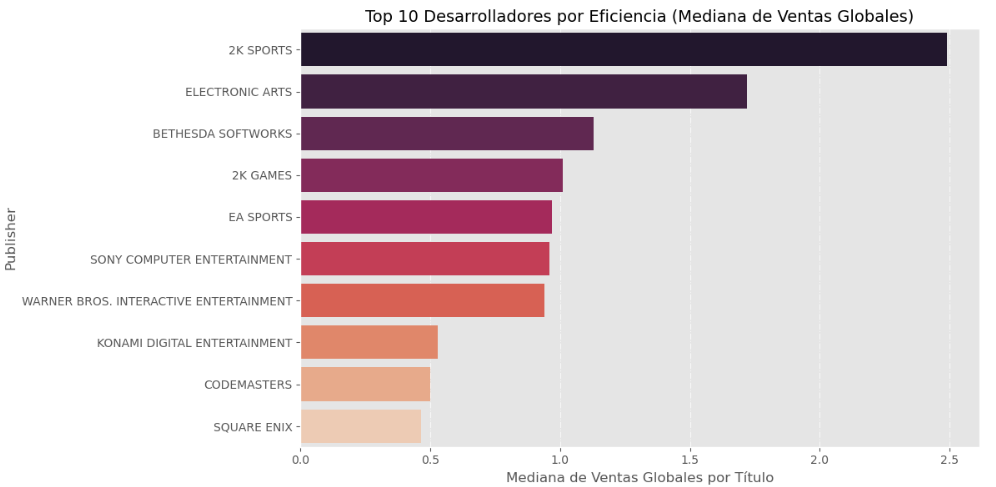 Top 10 Desarrolladores por Eficiencia (Mediana de Ventas Globales)
Publisher
2K SPORTS
ELECTRONIC ARTS
BETHESDA SOFTWORKS
2K GAMES
EA SPORTS
SONY COMPUTER ENTERTAINMENT
WARNER BROS. INTERACTIVE ENTERTAINMENT
KONAMI DIGITAL ENTERTAINMENT
CODEMASTERS
SQUARE ENIX
0.0 0.5 1.0 1.5 2.0 2.5
Mediana de Ventas Globales por Título